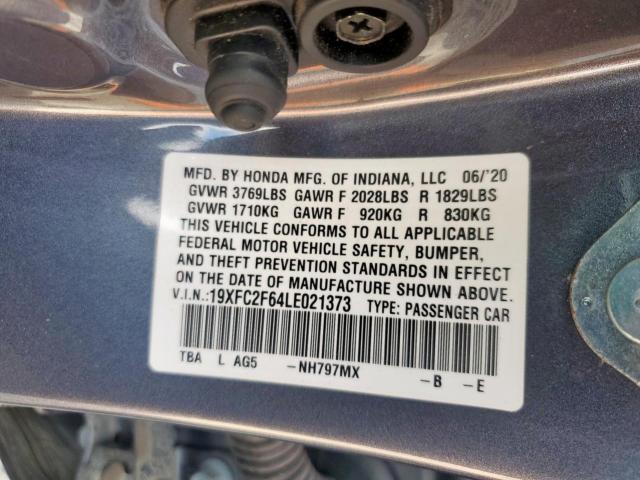 MFD. BY HONDA MFG. OF INDIANA, LLC 06/'20
GVWR 3769LBS GAWR F 2028LBS R 1829LBS
GVWR 1710KG GAWR F 920KG R 830KG
THIS VEHICLE CONFORMS TO ALL APPLICABLE
FEDERAL MOTOR VEHICLE SAFETY, BUMPER,
AND THEFT PREVENTION STANDARDS IN EFFECT
ON THE DATE OF MANUFACTURE SHOWN ABOVE.
V.I.N.:19XFC2F64LE021373 TYPE: PASSENGER CAR
TBA L AG5 -NH797MX -B -E